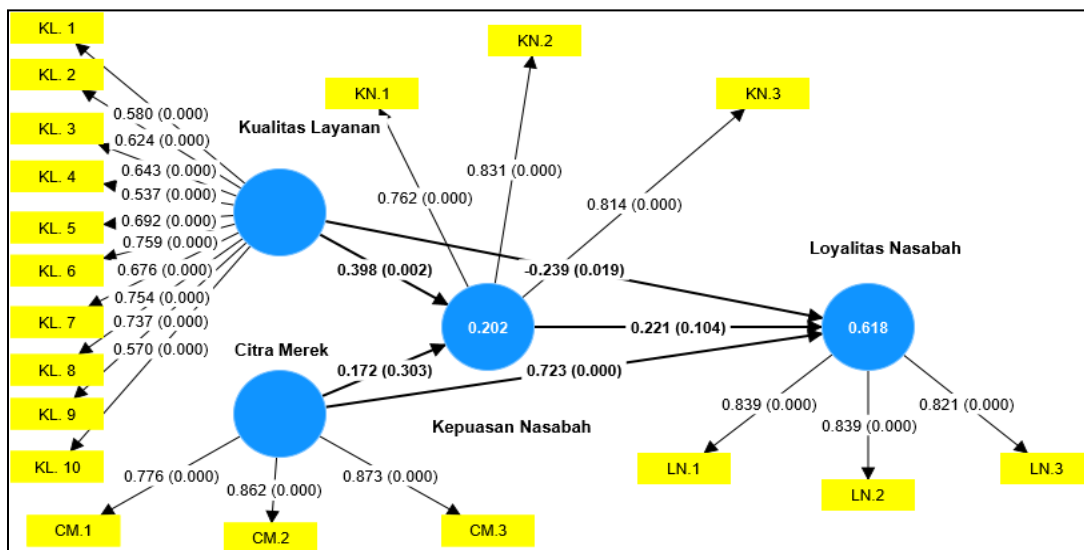 KL. 1
KL. 2
KL. 3
KL. 4
KL. 5
KL. 6
KL. 7
KL. 8
KL. 9
KL. 10
0.580 (0.000)
0.624 (0.000)
0.643 (0.000)
0.537 (0.000)
0.692 (0.000)
0.759 (0.000)
0.676 (0.000)
0.754 (0.000)
0.737 (0.000)
0.570 (0.000)
Kualitas Layanan
KN.1
KN.2
KN.3
0.762 (0.000)
0.831 (0.000)
0.814 (0.000)
0.398 (0.002)
-0.239 (0.019)
Loyalitas Nasabah
0.202
0.221 (0.104)
0.618
Citra Merek
0.172 (0.303)
0.723 (0.000)
Kepuasan Nasabah
0.776 (0.000)
0.862 (0.000)
0.873 (0.000)
CM.1
CM.2
CM.3
0.839 (0.000)
0.839 (0.000)
0.821 (0.000)
LN.1
LN.2
LN.3